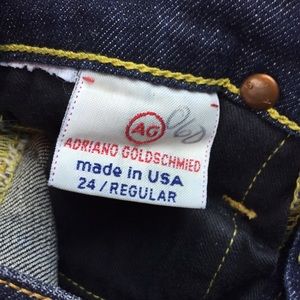 AG
ADRIANO GOLDSCHMIED
made in USA
24 / REGULAR